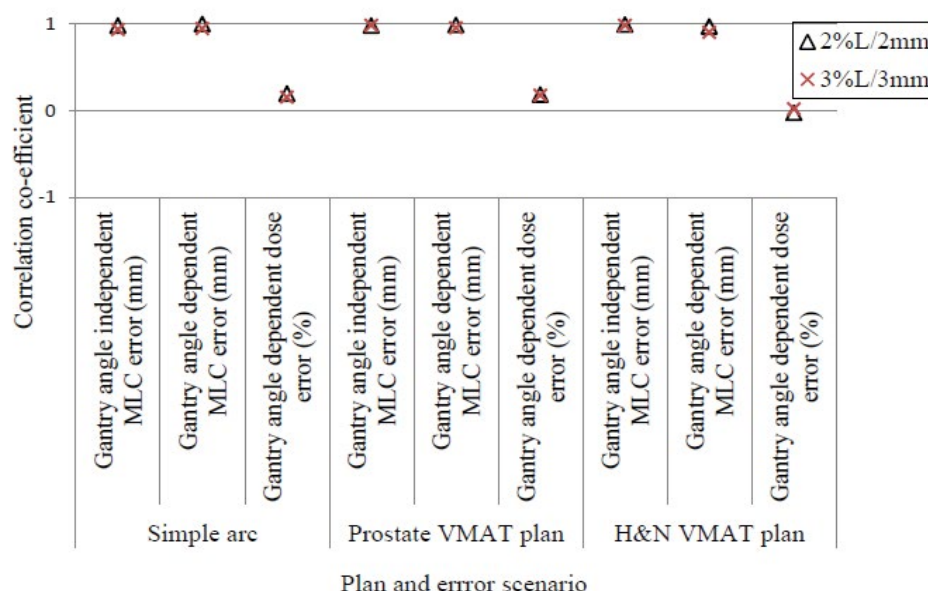 1
0
-1
Correlation co-efficient
2%L/2mm
3%L/3mm
Gantry angle independent
MLC error (mm)
Gantry angle dependent
MLC error (mm)
Gantry angle dependent dose
error (%)
Gantry angle independent
MLC error (mm)
Gantry angle dependent
MLC error (mm)
Gantry angle dependent dose
error (%)
Gantry angle independent
MLC error (mm)
Gantry angle dependent
MLC error (mm)
Gantry angle dependent dose
error (%)
Simple arc
Prostate VMAT plan
H&N VMAT plan
Plan and errror scenario